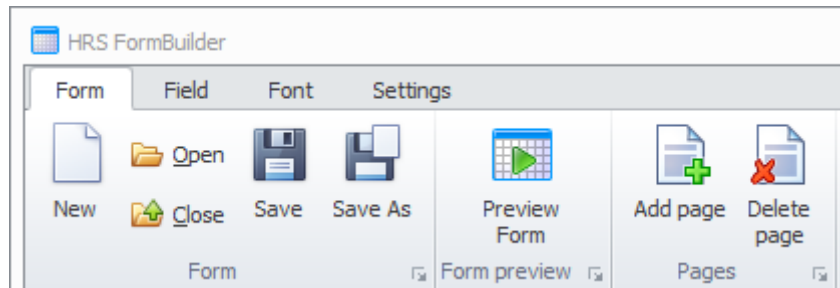 HRS FormBuilder
Form Field Font Settings
New Open Close Save Save As Preview Form Add page Delete page
Form Form preview Pages